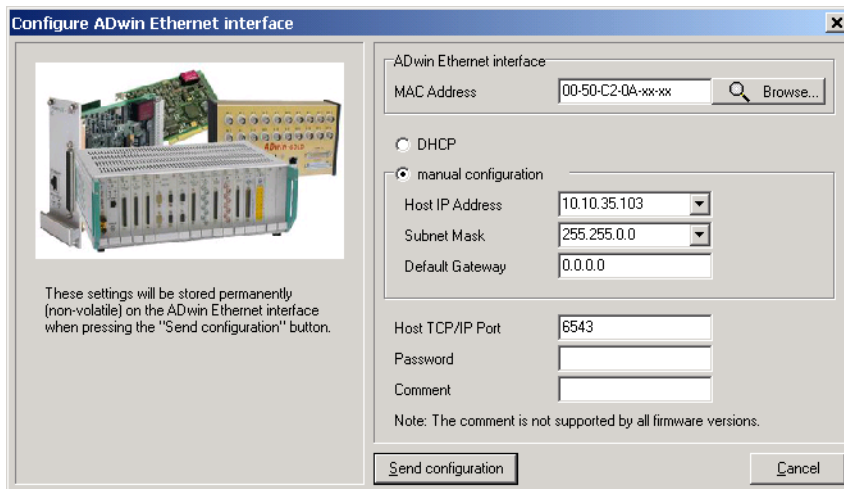 Configure ADwin Ethernet interface
ADwin GOLD
These settings will be stored permanently
(non-volatile) on the ADwin Ethernet interface
when pressing the "Send configuration" button.
ADwin Ethernet interface
MAC Address 00-50-C2-0A-xx-xx Browse...
DHCP
manual configuration
Host IP Address 10.10.35.103
Subnet Mask 255.255.0.0
Default Gateway 0.0.0.0
Host TCP/IP Port 6543
Password
Comment
Note: The comment is not supported by all firmware versions.
Send configuration Cancel